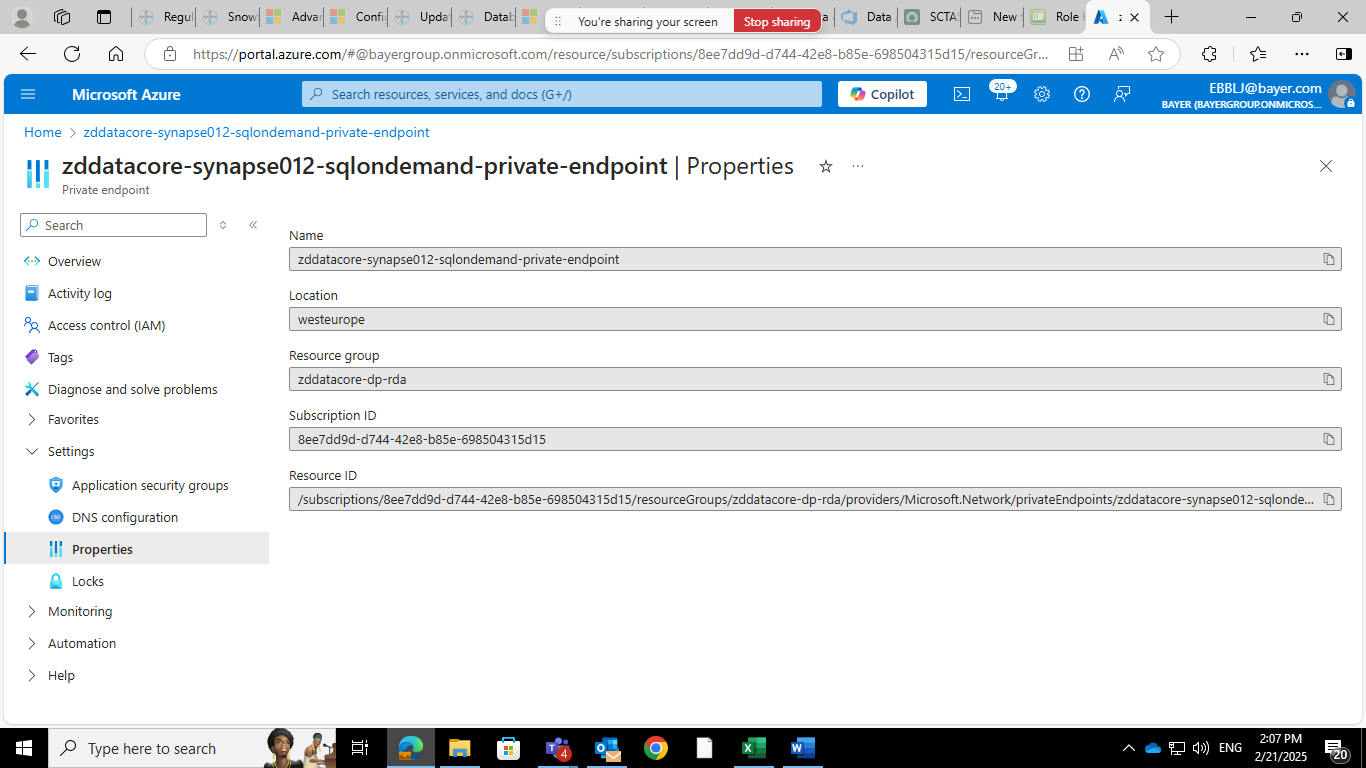 Regul
Snow
Advan
Config
Updat
Datab
You're sharing your screen
Stop sharing
Data
SCTAS
New
Role
https://portal.azure.com/#@bayergroup.onmicrosoft.com/resource/subscriptions/8ee7dd9d-d744-42e8-b85e-698504315d15/resourceGr...
Microsoft Azure
Search resources, services, and docs (G+/)
Copilot
20+
EBBLJ@bayer.com
BAYER (BAYERGROUP.ONMICROS...
Home > zddatacore-synapse012-sqlondemand-private-endpoint
zddatacore-synapse012-sqlondemand-private-endpoint | Properties
Private endpoint
Search
Overview
Activity log
Access control (IAM)
Tags
Diagnose and solve problems
Favorites
Settings
Application security groups
DNS configuration
Properties
Locks
Monitoring
Automation
Help
Name
zddatacore-synapse012-sqlondemand-private-endpoint
Location
westeurope
Resource group
zddatacore-dp-rda
Subscription ID
8ee7dd9d-d744-42e8-b85e-698504315d15
Resource ID
/subscriptions/8ee7dd9d-d744-42e8-b85e-698504315d15/resourceGroups/zddatacore-dp-rda/providers/Microsoft.Network/privateEndpoints/zddatacore-synapse012-sqlonde...
Type here to search
4
ENG
2:07 PM
2/21/2025
20